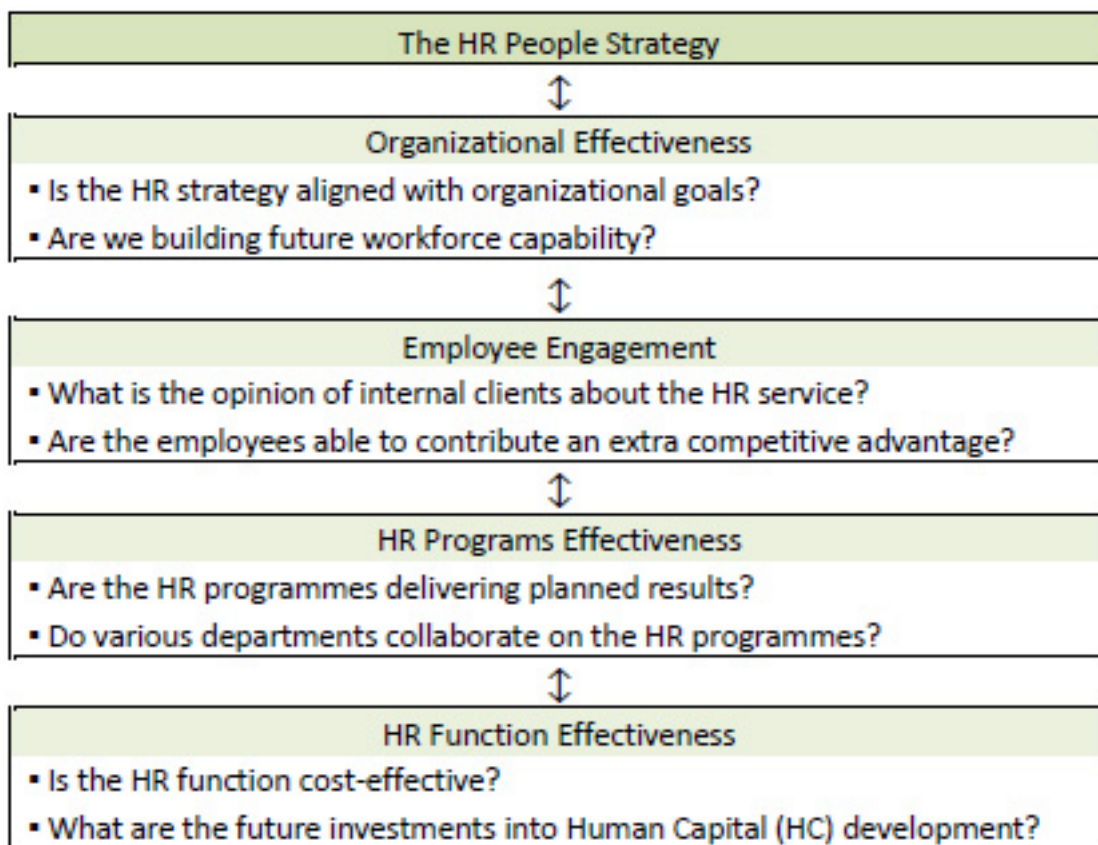 The HR People Strategy
↕
Organizational Effectiveness
▪ Is the HR strategy aligned with organizational goals?
▪ Are we building future workforce capability?
↕
Employee Engagement
▪ What is the opinion of internal clients about the HR service?
▪ Are the employees able to contribute an extra competitive advantage?
↕
HR Programs Effectiveness
▪ Are the HR programmes delivering planned results?
▪ Do various departments collaborate on the HR programmes?
↕
HR Function Effectiveness
▪ Is the HR function cost-effective?
▪ What are the future investments into Human Capital (HC) development?